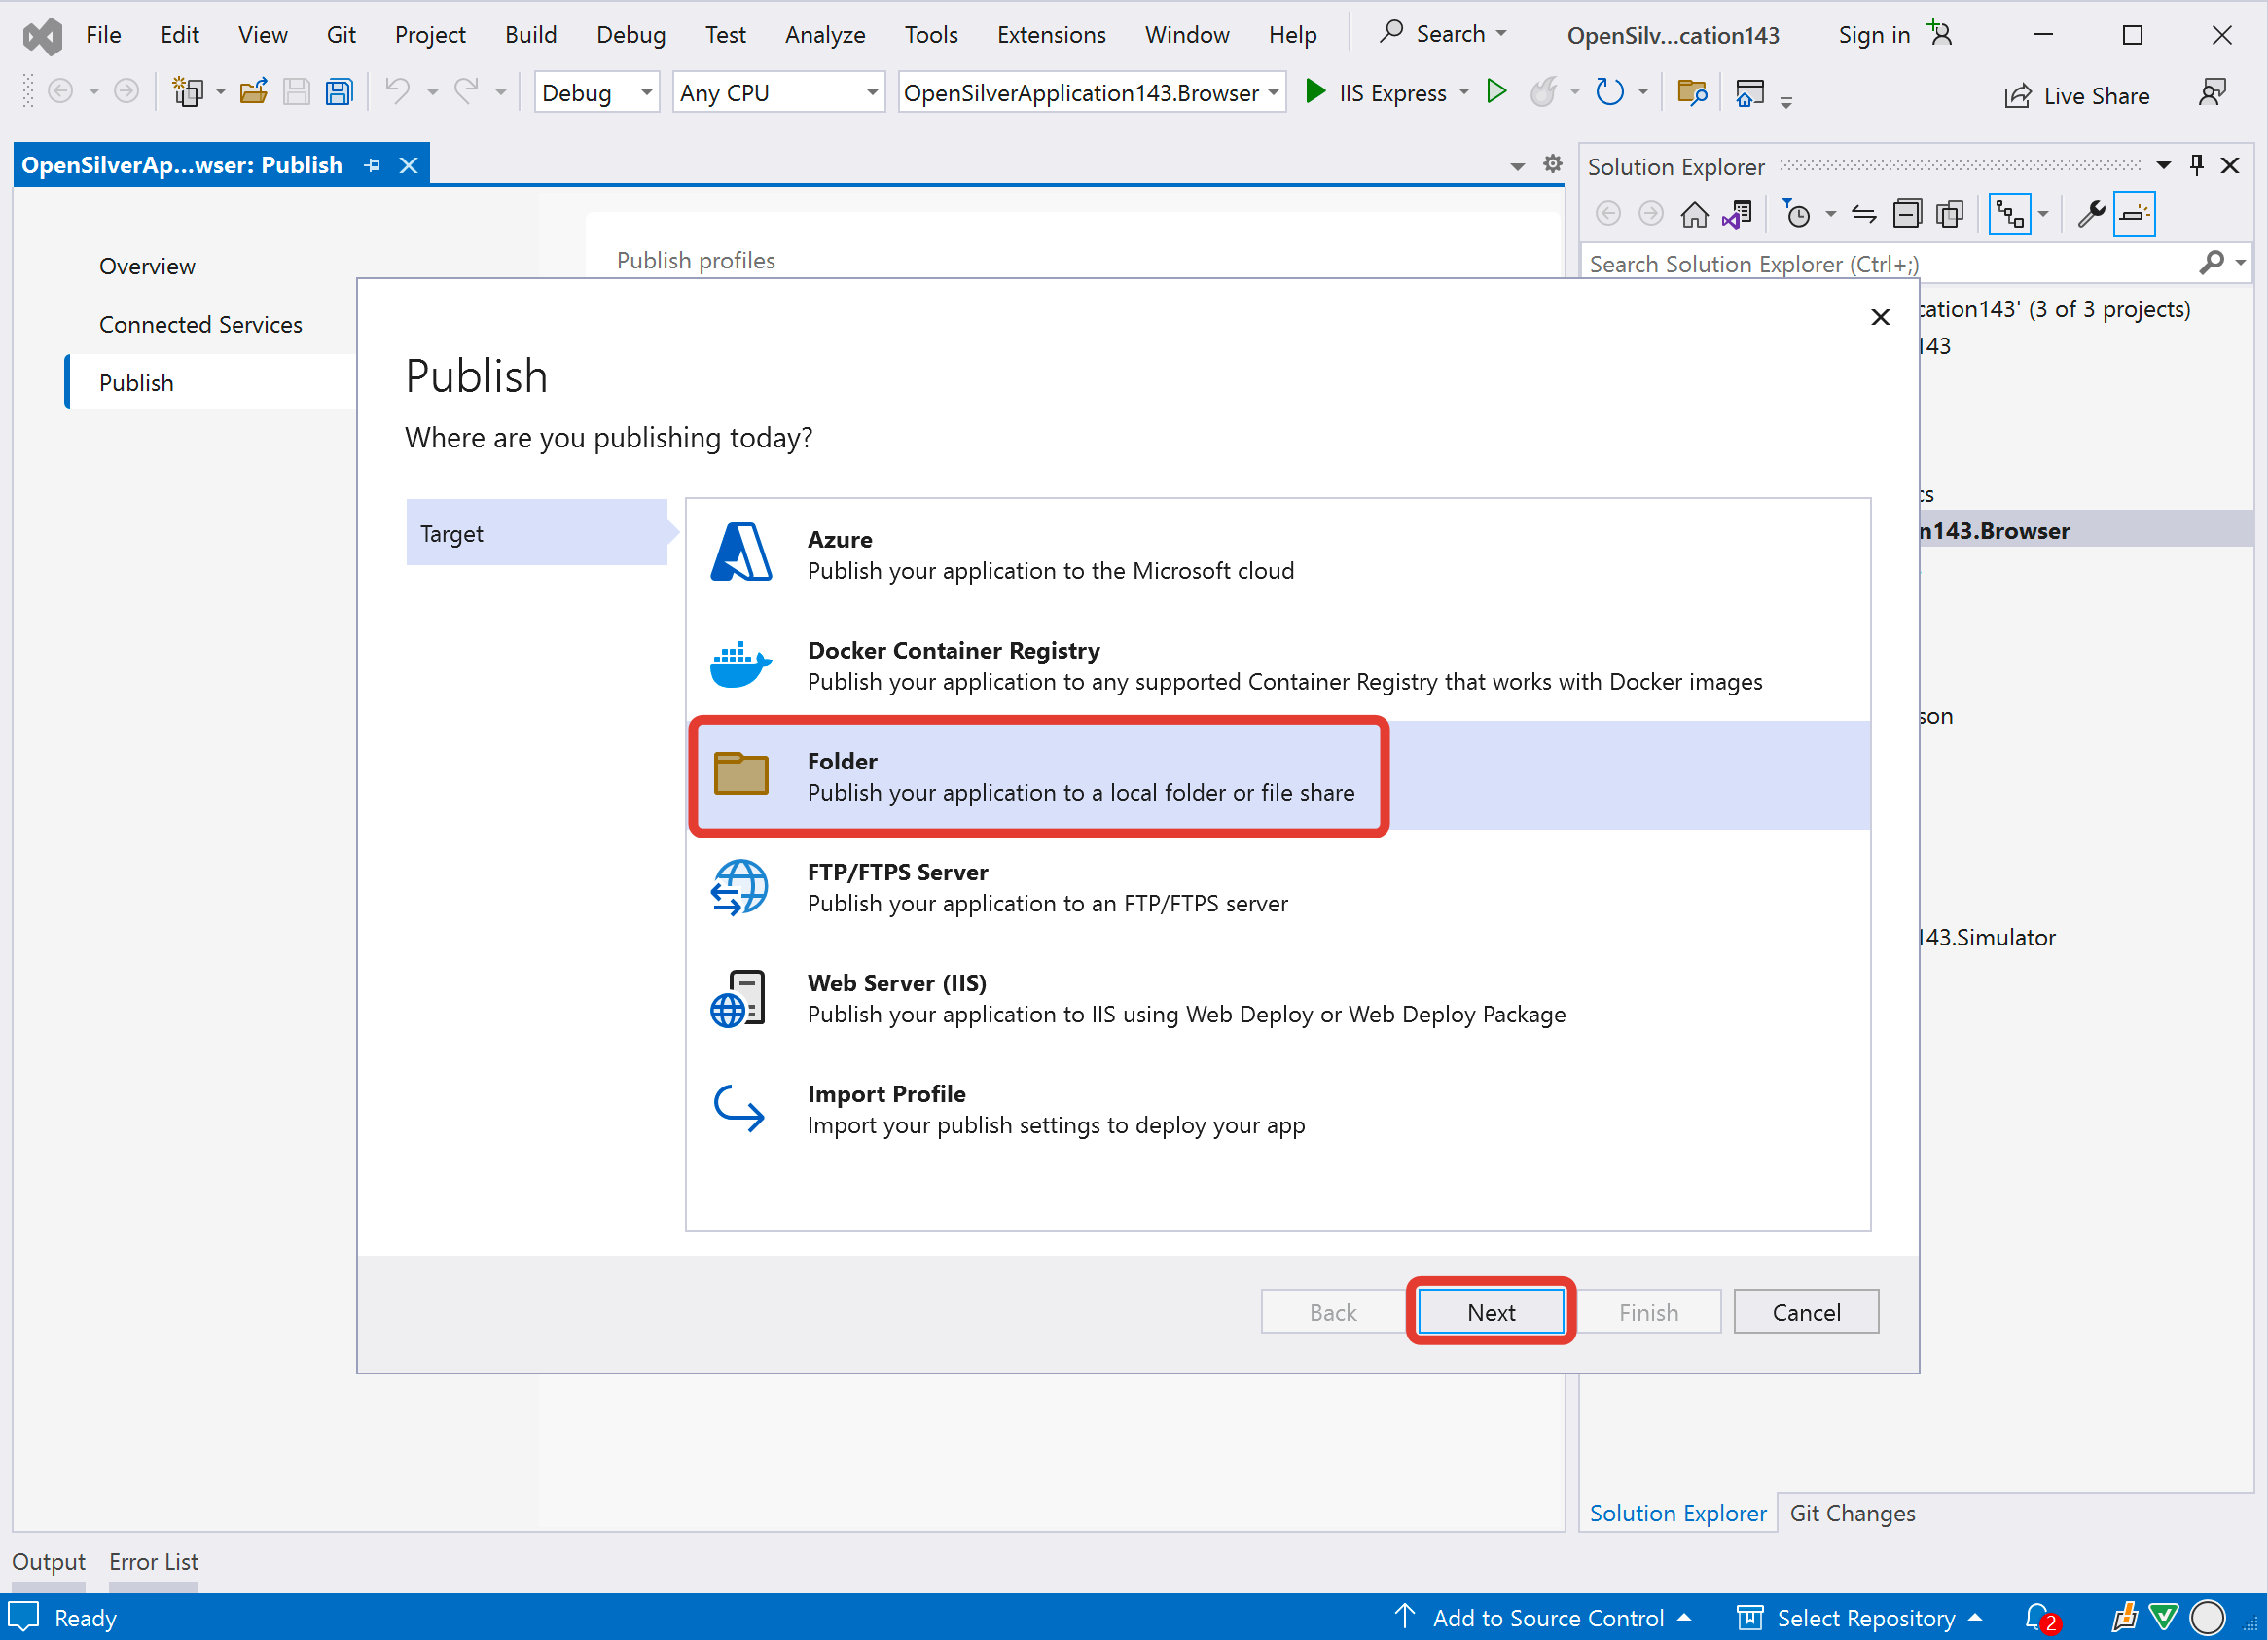 File Edit View Git Project Build Debug Test Analyze Tools Extensions Window Help Search OpenSilv...cation143 Sign in
Debug Any CPU OpenSilverApplication143.Browser IIS Express Live Share
OpenSilverAp...wser: Publish
Solution Explorer
Search Solution Explorer (Ctrl+;)
Overview
Connected Services
Publish
Publish profiles
cation143' (3 of 3 projects)
143
cs
n143.Browser
son
143.Simulator
Publish
Where are you publishing today?
Target
Azure
Publish your application to the Microsoft cloud
Docker Container Registry
Publish your application to any supported Container Registry that works with Docker images
Folder
Publish your application to a local folder or file share
FTP/FTPS Server
Publish your application to an FTP/FTPS server
Web Server (IIS)
Publish your application to IIS using Web Deploy or Web Deploy Package
Import Profile
Import your publish settings to deploy your app
Back Next Finish Cancel
Solution Explorer Git Changes
Output Error List
Ready Add to Source Control Select Repository 2